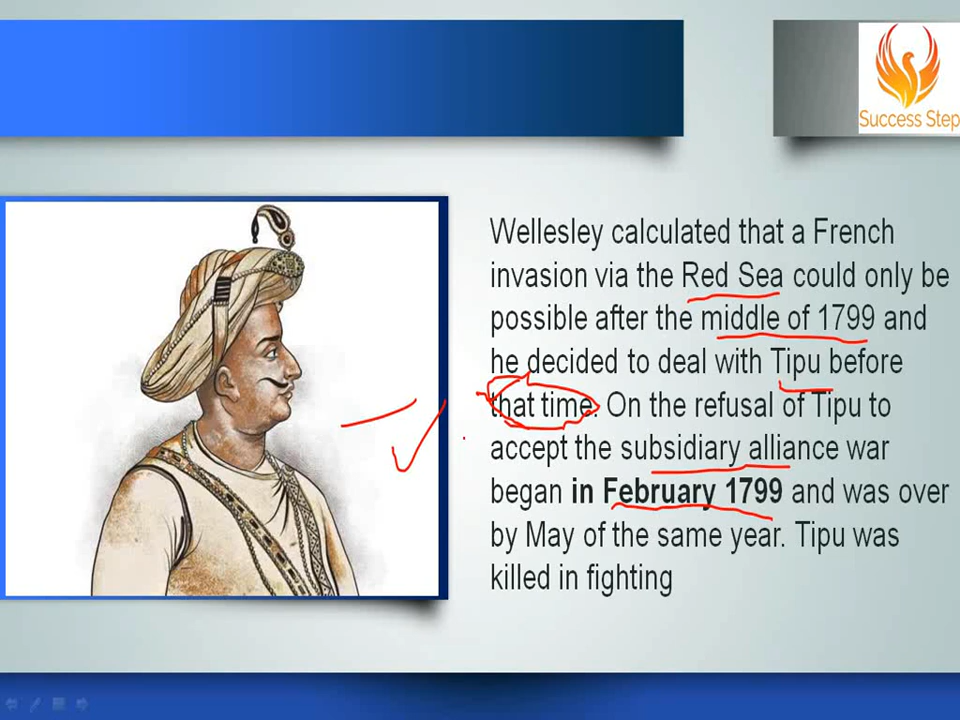 Success Step
Wellesley calculated that a French
invasion via the Red Sea could only be
possible after the middle of 1799 and
he decided to deal with Tipu before
that time. On the refusal of Tipu to
accept the subsidiary alliance war
began in February 1799 and was over
by May of the same year. Tipu was
killed in fighting